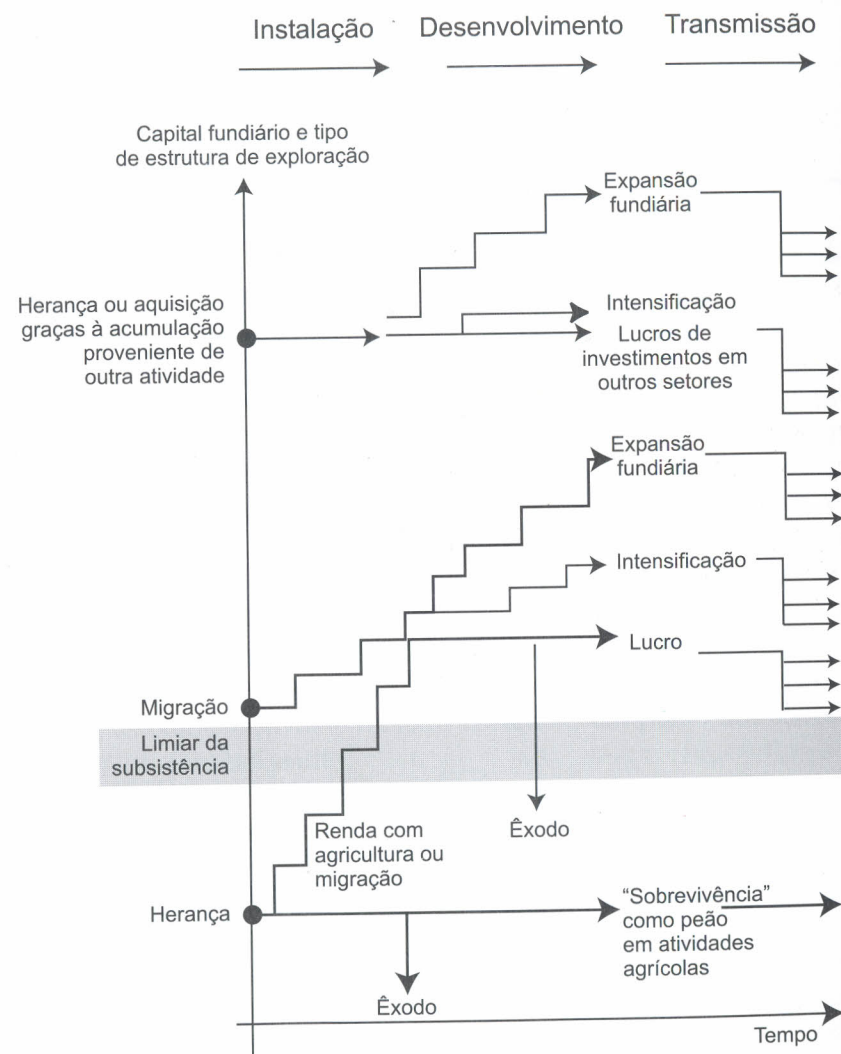 Instalação
Desenvolvimento
Transmissão
Capital fundiário e tipo
de estrutura de exploração
Expansão
fundiária
Herança ou aquisição
graças à acumulação
proveniente de
outra atividade
Intensificação
Lucros de
investimentos em
outros setores
Expansão
fundiária
Intensificação
Lucro
Migração
Limiar da
subsistência
Renda com
agricultura ou
migração
Êxodo
Herança
“Sobrevivência”
como peão
em atividades
agrícolas
Êxodo
Tempo